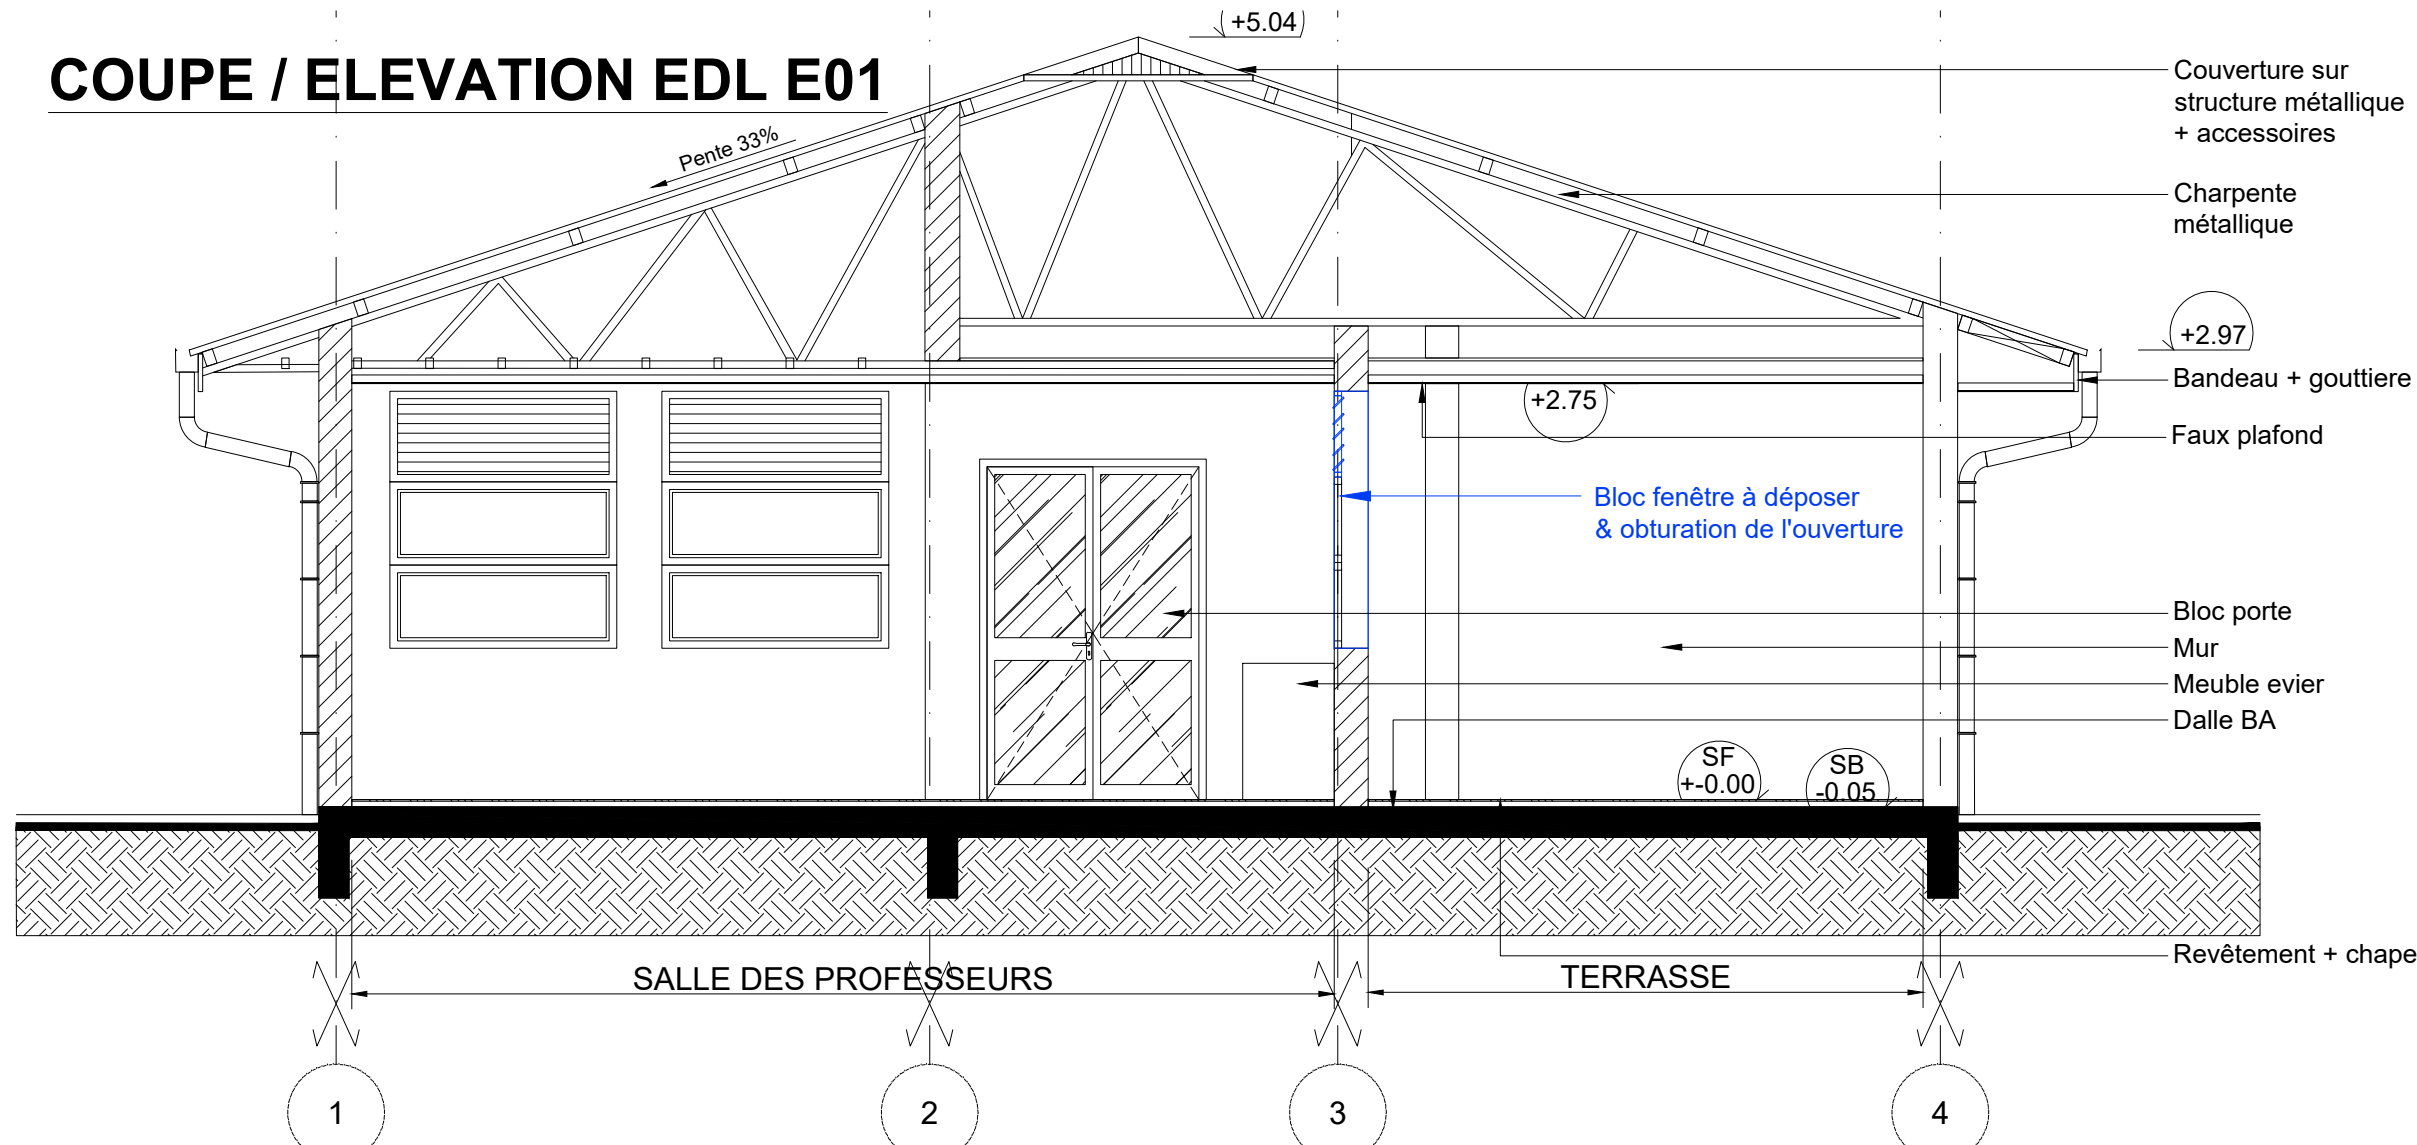 +5.04
COUPE / ELEVATION EDL E01
Couverture sur
structure métallique
+ accessoires
Pente 33%
Charpente
métallique
+2.97
Bandeau + gouttiere
+2.75
Faux plafond
Bloc fenêtre à déposer
& obturation de l'ouverture
Bloc porte
Mur
Meuble evier
Dalle BA
SF
+-0.00
SB
-0.05
Revêtement + chape
SALLE DES PROFESSEURS
TERRASSE
1
2
3
4